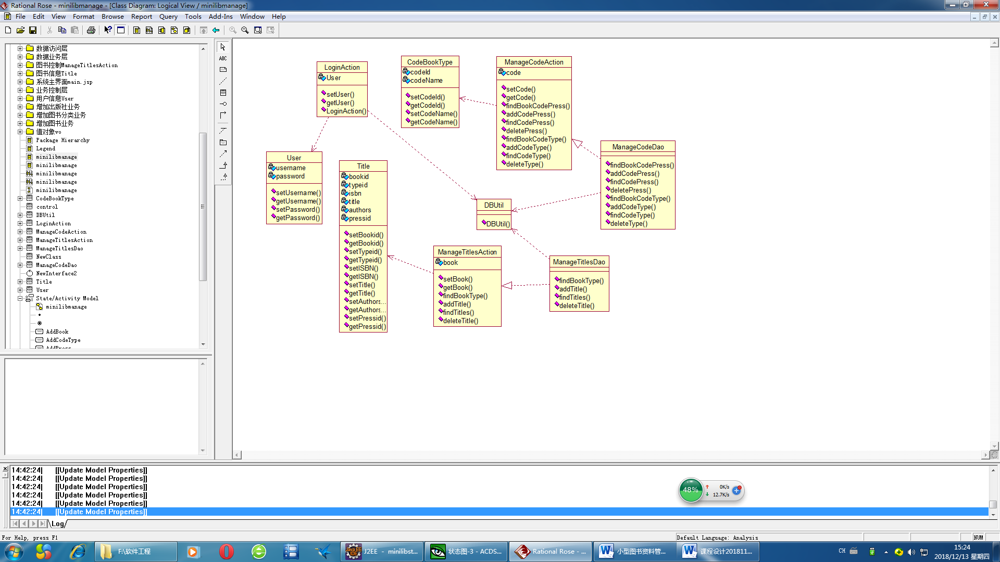 Rational Rose - minilibmanage - [Class Diagram: Logical View / minilibmanage]
File Edit View Format Browse Report Query Tools Add-Ins Window Help
数据访问层
数据业务层
图书控制ManageTitlesAction
图书信息Title
系统主界面main.jsp
业务控制层
用户信息User
增加出版社业务
增加图书分类业务
增加图书业务
值对象vo
Package Hierarchy
Legend
minilibmanage
minilibmanage
minilibmanage
minilibmanage
minilibmanage
CodeBookType
control
DBUtil
LoginAction
ManageCodeAction
ManageTitlesAction
ManageTitlesDao
NewClass
ManageCodeDao
NewInterface2
Title
User
State/Activity Model
minilibmanage
AddBook
AddCodeType
AddPress
ABC
LoginAction
User
setUser()
getUser()
LoginAction()
CodeBookType
codeId
codeName
setCodeId()
getCodeId()
setCodeName()
getCodeName()
ManageCodeAction
code
setCode()
getCode()
findBookCodePress()
addCodePress()
findCodePress()
deletePress()
findBookCodeType()
addCodeType()
findCodeType()
deleteType()
ManageCodeDao
findBookCodePress()
addCodePress()
findCodePress()
deletePress()
findBookCodeType()
addCodeType()
findCodeType()
deleteType()
User
username
password
setUsername()
getUsername()
setPassword()
getPassword()
Title
bookid
typeid
isbn
title
authors
pressid
setBookid()
getBookid()
setTypeid()
getTypeid()
setISBN()
getISBN()
setTitle()
getTitle()
setAuthors...
getAuthors...
setPressid()
getPressid()
DBUtil
DBUtil()
ManageTitlesAction
book
setBook()
getBook()
findBookType()
addTitle()
findTitles()
deleteTitle()
ManageTitlesDao
findBookType()
addTitle()
findTitles()
deleteTitle()
14:42:24| [[Update Model Properties]]
14:42:24| [[Update Model Properties]]
14:42:24| [[Update Model Properties]]
14:42:24| [[Update Model Properties]]
14:42:24| [[Update Model Properties]]
14:42:24| [[Update Model Properties]]
Log
48%
0K/s
12.7K/s
For Help, press F1
Default Language: Analysis
NUM
F:\软件工程
J2EE - minilibst...
状态图-3 - ACDS...
Rational Rose - ...
小型图书资料管...
课程设计201811...
CH
15:24
2018/12/13 星期四